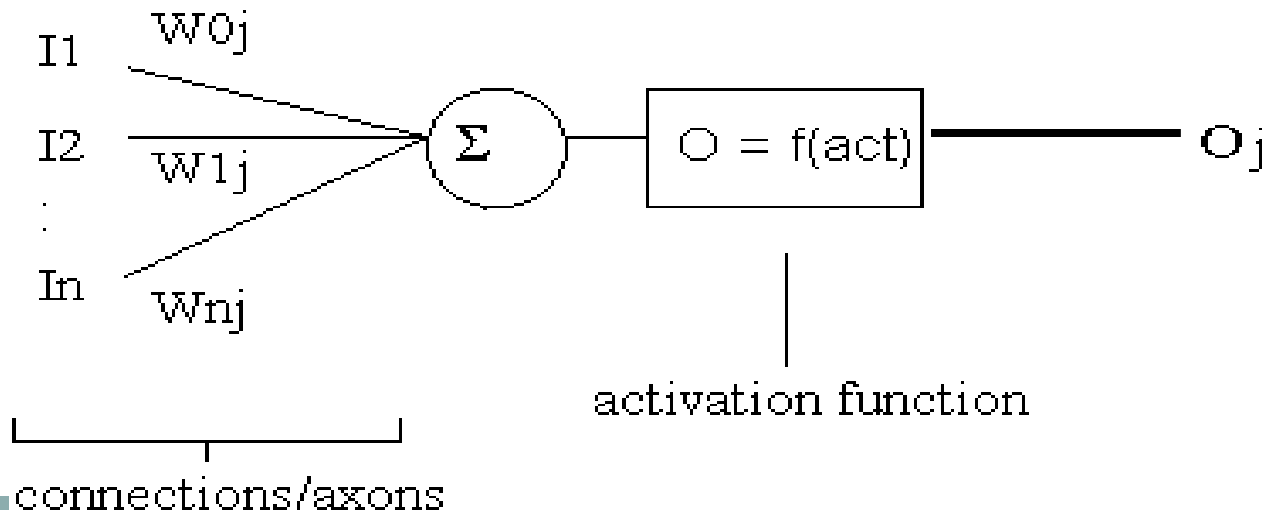 I1
W0j
I2
W1j
Σ
O = f(act)
Oj
:
In
Wnj
activation function
connections/axons